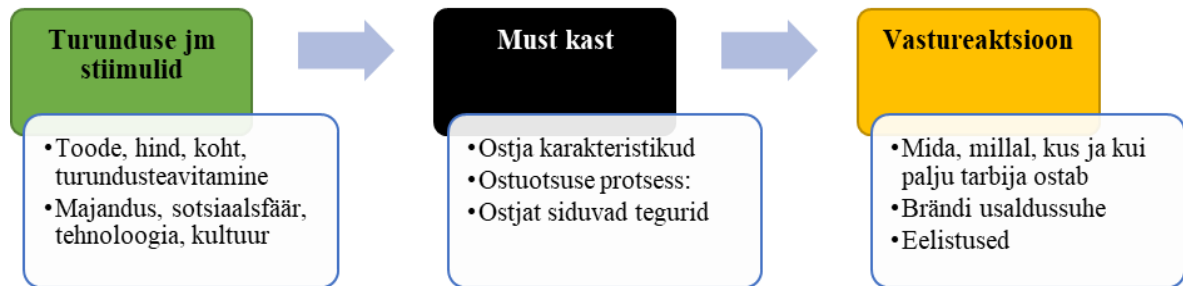 Turunduse jm
stiimulid
•Toode, hind, koht,
turundusteavitamine
•Majandus, sotsiaalsfäär,
tehnoloogia, kultuur
Must kast
•Ostja karakteristikud
•Ostuotsuse protsess:
•Ostjat siduvad tegurid
Vastureaktsioon
•Mida, millal, kus ja kui
palju tarbija ostab
•Brändi usaldussuhe
•Eelistused